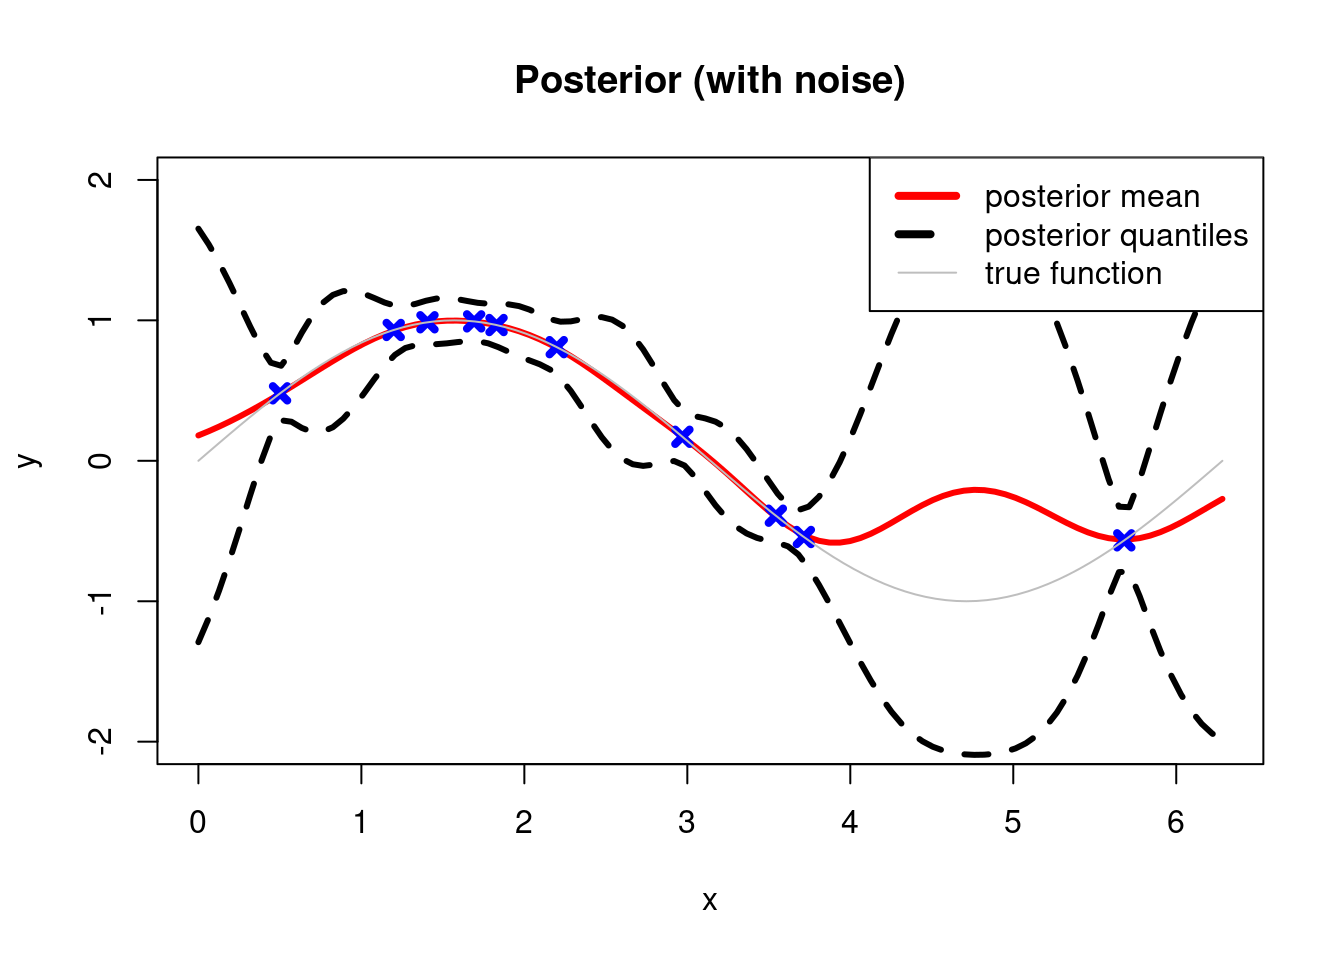 Posterior (with noise)
posterior mean
posterior quantiles
true function
2
1
0
-1
-2
y
0 1 2 3 4 5 6
x